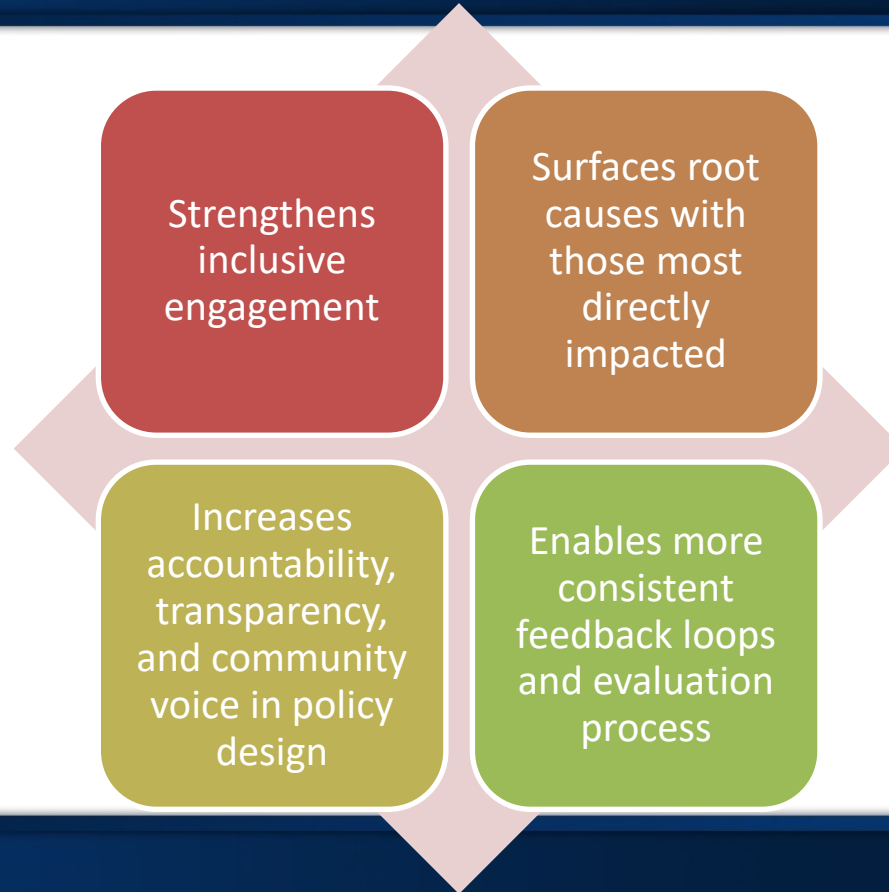 Strengthens
inclusive
engagement
Surfaces root
causes with
those most
directly
impacted
Increases
accountability,
transparency,
and community
voice in policy
design
Enables more
consistent
feedback loops
and evaluation
process